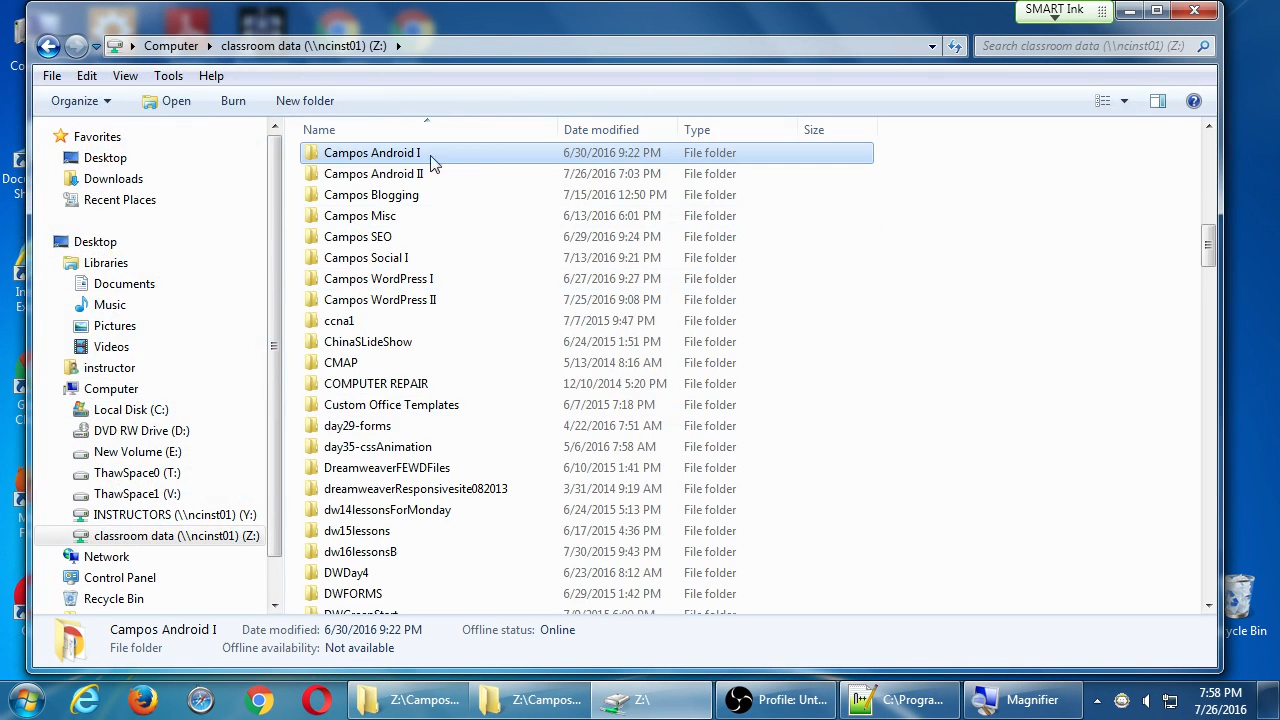 SMART Ink
Computer classroom data (\\ncinst01) (Z:)
Search classroom data (\\ncinst01) (Z:)
File Edit View Tools Help
Organize Open Burn New folder
Name Date modified Type Size
Favorites
Desktop
Downloads
Recent Places
Desktop
Libraries
Documents
Music
Pictures
Videos
instructor
Computer
Local Disk (C:)
DVD RW Drive (D:)
New Volume (E:)
ThawSpace0 (T:)
ThawSpace1 (V:)
INSTRUCTORS (\\ncinst01) (Y:)
classroom data (\\ncinst01) (Z:)
Network
Control Panel
Recycle Bin
Campos Android I 6/30/2016 9:22 PM File folder
Campos Android II 7/26/2016 7:03 PM File folder
Campos Blogging 7/15/2016 12:50 PM File folder
Campos Misc 6/13/2016 6:01 PM File folder
Campos SEO 6/29/2016 9:24 PM File folder
Campos Social I 7/13/2016 9:21 PM File folder
Campos WordPress I 6/27/2016 9:27 PM File folder
Campos WordPress II 7/25/2016 9:08 PM File folder
ccna1 7/7/2015 9:47 PM File folder
ChinaSLideShow 6/24/2015 1:51 PM File folder
CMAP 5/13/2014 8:16 AM File folder
COMPUTER REPAIR 12/10/2014 5:20 PM File folder
Custom Office Templates 6/7/2015 7:18 PM File folder
day29-forms 4/22/2016 7:51 AM File folder
day35-cssAnimation 5/6/2016 7:58 AM File folder
DreamweaverFEWDFiles 6/10/2015 1:41 PM File folder
dreamweaverResponsivesite082013 3/31/2014 9:19 AM File folder
dw14lessonsForMonday 6/24/2015 5:13 PM File folder
dw15lessons 6/17/2015 4:36 PM File folder
dw16lessonsB 7/30/2015 9:43 PM File folder
DWDay4 6/23/2016 8:12 AM File folder
DWFORMS 6/29/2015 1:42 PM File folder
Campos Android I Date modified: 6/30/2016 9:22 PM Offline status: Online
File folder Offline availability: Not available
ycle Bin
Z:\Campos... Z:\Campos... Z:\ Profile: Unt... C:\Progra... Magnifier
7:58 PM
7/26/2016